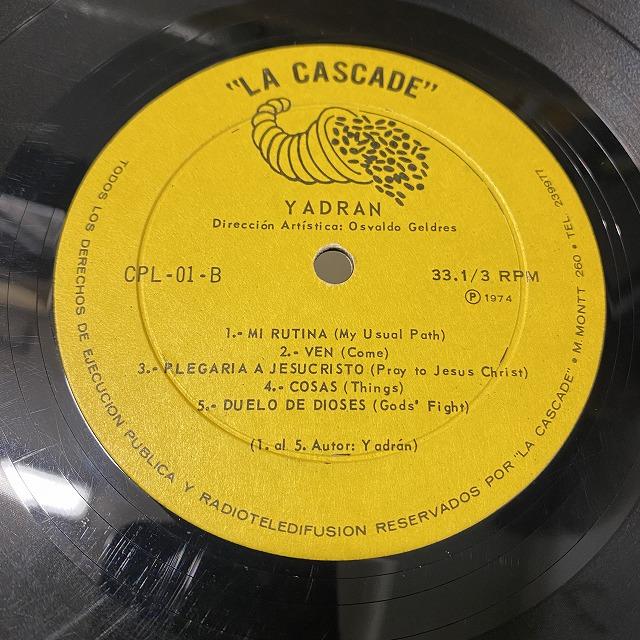 "LA CASCADE"
YADRAN
Dirección Artística: Osvaldo Geldres
CPL-01-B
33.1/3 RPM
Ⓟ 1974
1.- MI RUTINA (My Usual Path)
2.- VEN (Come)
3.- PLEGARIA A JESUCRISTO (Pray to Jesus Christ)
4.- COSAS (Things)
5.- DUELO DE DIOSES (Gods' Fight)
(1. al 5. Autor: Yadrán)
TODOS LOS DERECHOS DE EJECUCION PUBLICA Y RADIOTELEDIFUSION RESERVADOS POR "LA CASCADE" • M. MONTT 260 • TEL. 239977